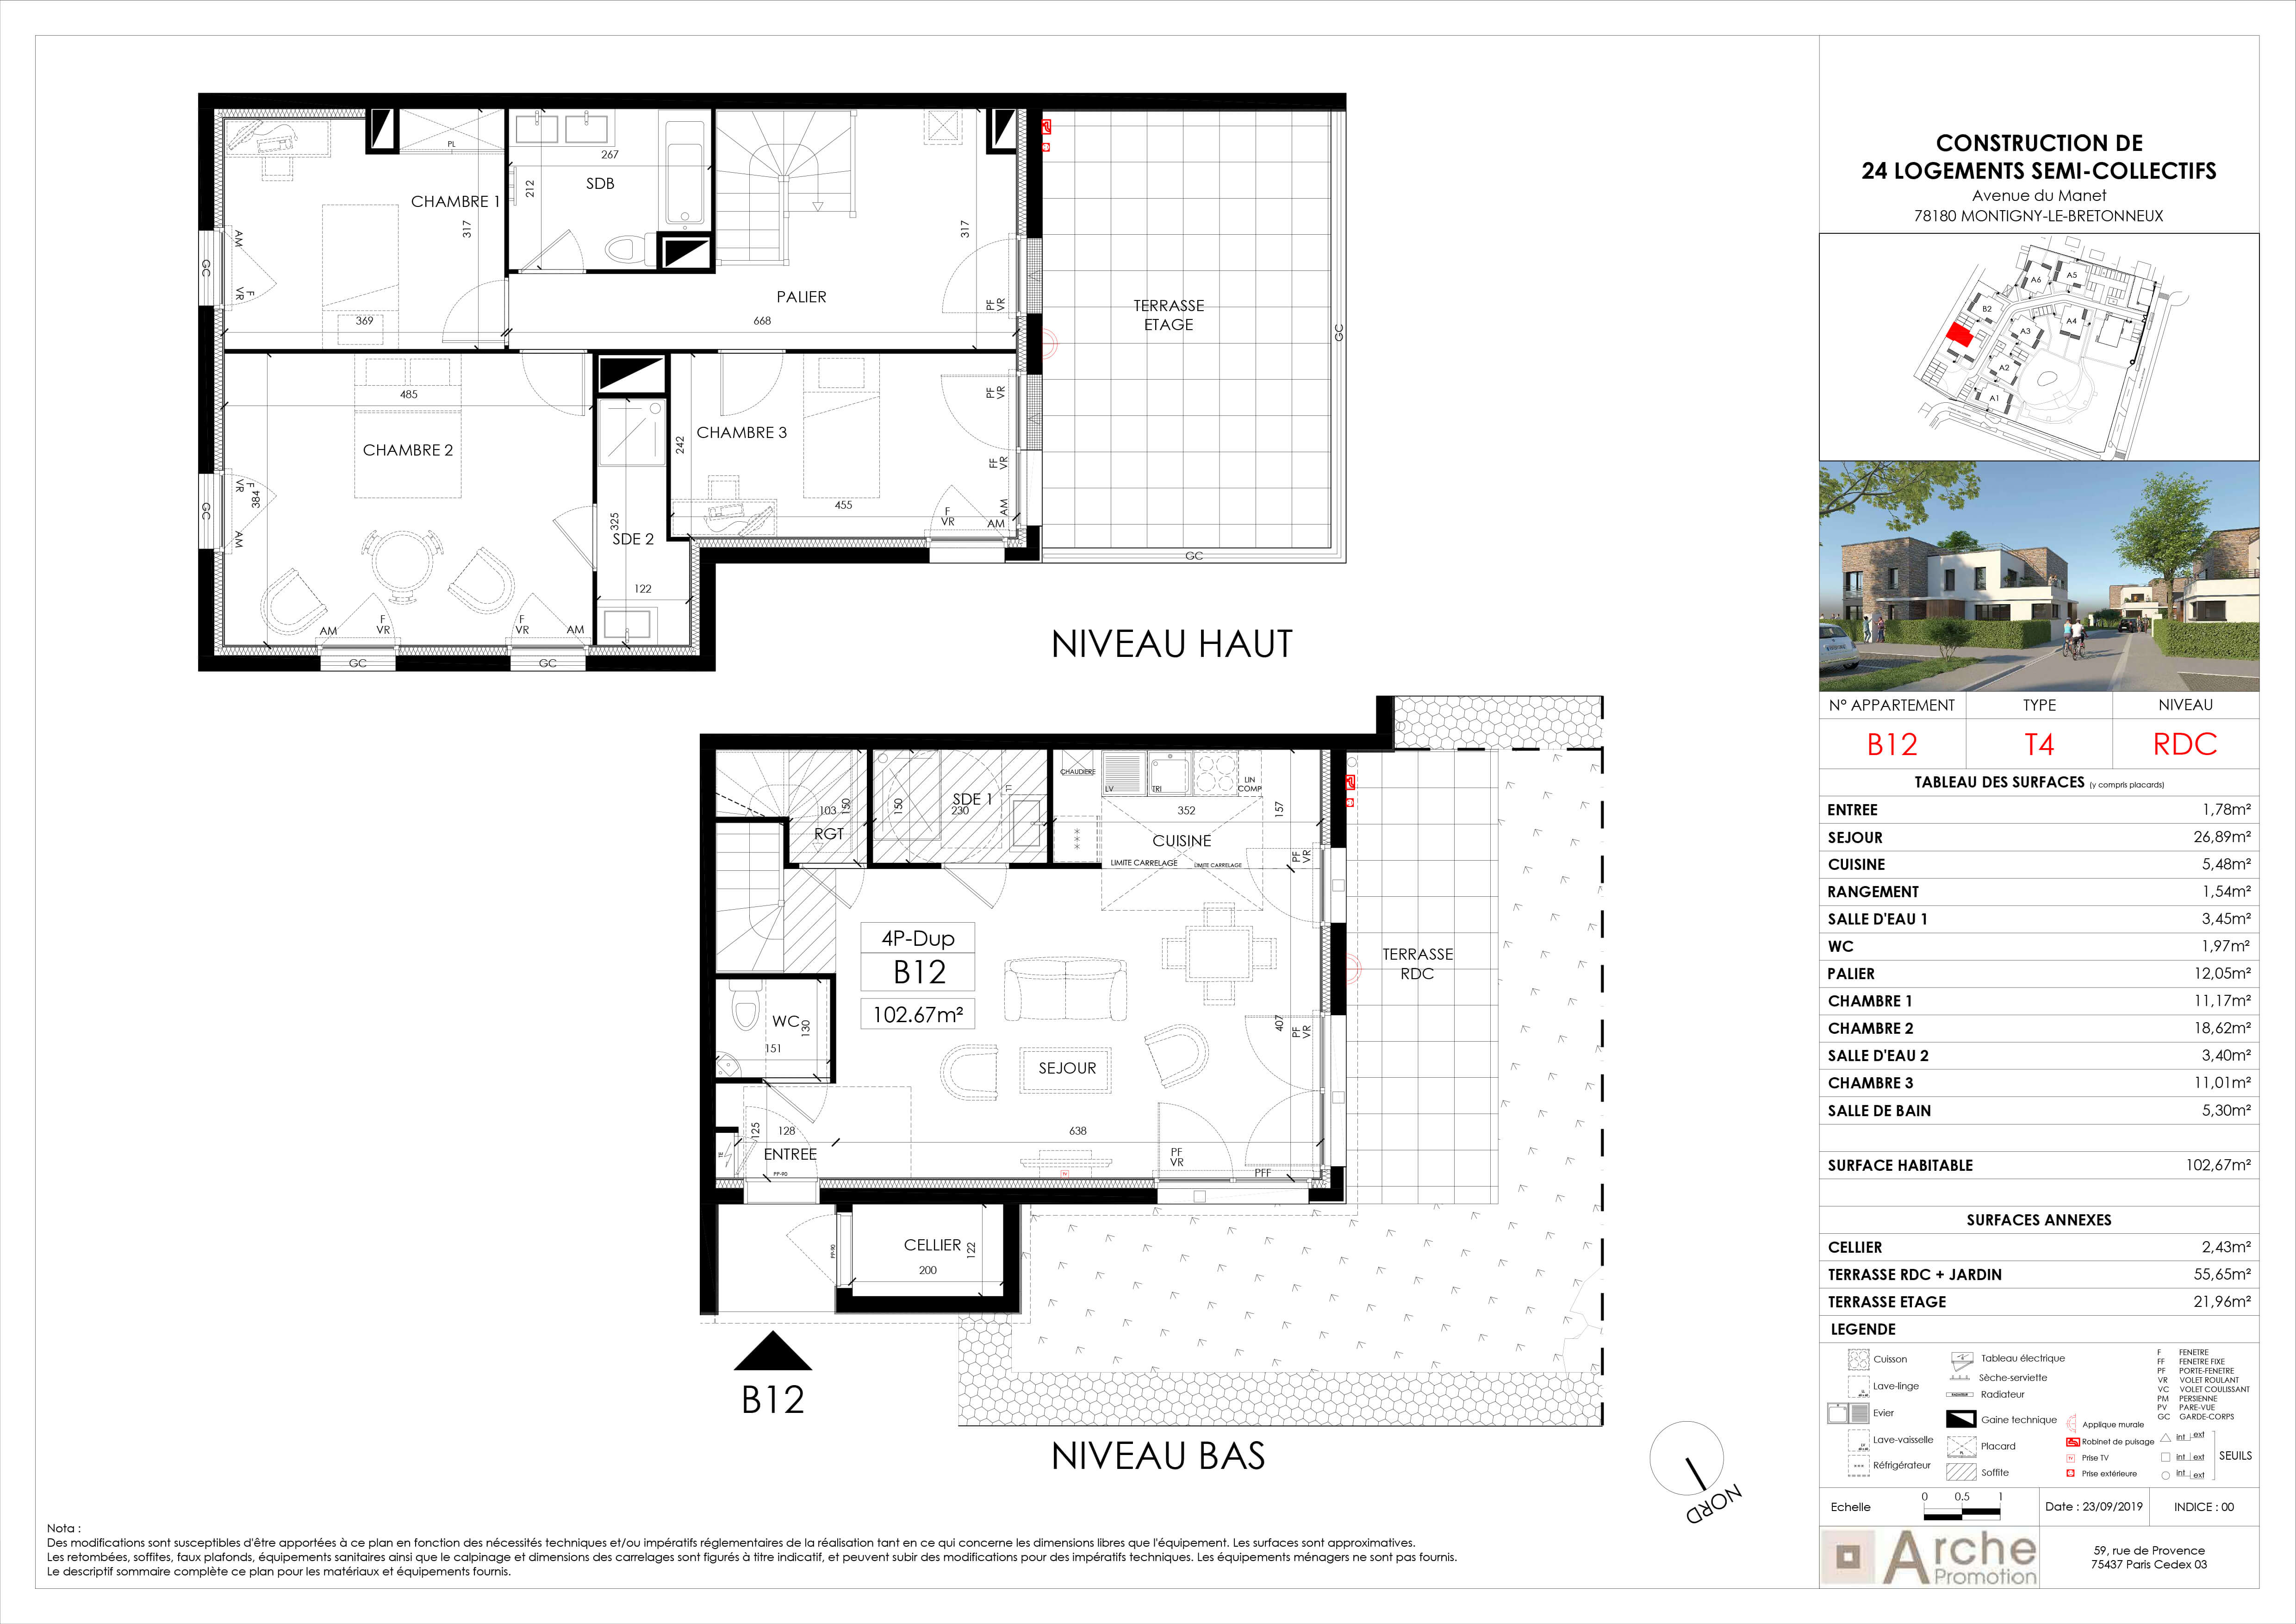 PL
CHAMBRE 1
317
267
212
SDB
317
AM
GC
F
VR
PALIER
369
668
PF
VR
TERRASSE
ETAGE
GC
485
CHAMBRE 2
384
GC
F
VR
AM
325
SDE 2
122
CHAMBRE 3
242
455
PF
VR
FF
VR
AM
F
VR
AM
GC
AM
F
VR
F
VR
AM
GC
GC
NIVEAU HAUT
CHAUDIERE
LV
TRI
LIN
COMP
103
150
RGT
150
SDE 1
230
352
157
CUISINE
LIMITE CARRELAGE
LIMITE CARRELAGE
PF
VR
4P-Dup
B12
102.67m²
TERRASSE
RDC
WC
130
151
SEJOUR
407
PF
VR
125
128
638
ENTREE
TE
PP-90
TV
PF
VR
PFF
PP-90
CELLIER
122
200
B12
NIVEAU BAS
NORD
Nota :
Des modifications sont susceptibles d'être apportées à ce plan en fonction des nécessités techniques et/ou impératifs réglementaires de la réalisation tant en ce qui concerne les dimensions libres que l'équipement. Les surfaces sont approximatives.
Les retombées, soffites, faux plafonds, équipements sanitaires ainsi que le calpinage et dimensions des carrelages sont figurés à titre indicatif, et peuvent subir des modifications pour des impératifs techniques. Les équipements ménagers ne sont pas fournis.
Le descriptif sommaire complète ce plan pour les matériaux et équipements fournis.
CONSTRUCTION DE
24 LOGEMENTS SEMI-COLLECTIFS
Avenue du Manet
78180 MONTIGNY-LE-BRETONNEUX
A6
A5
B2
A4
A3
A2
A1
N° APPARTEMENT TYPE NIVEAU
B12 T4 RDC
TABLEAU DES SURFACES (y compris placards)
ENTREE 1,78m²
SEJOUR 26,89m²
CUISINE 5,48m²
RANGEMENT 1,54m²
SALLE D'EAU 1 3,45m²
WC 1,97m²
PALIER 12,05m²
CHAMBRE 1 11,17m²
CHAMBRE 2 18,62m²
SALLE D'EAU 2 3,40m²
CHAMBRE 3 11,01m²
SALLE DE BAIN 5,30m²
SURFACE HABITABLE 102,67m²
SURFACES ANNEXES
CELLIER 2,43m²
TERRASSE RDC + JARDIN 55,65m²
TERRASSE ETAGE 21,96m²
LEGENDE
Cuisson
Lave-linge
Evier
Lave-vaisselle
Réfrigérateur
Tableau électrique
Sèche-serviette
Radiateur
Gaine technique
Placard
Soffite
Applique murale
Robinet de puisage
Prise TV
Prise extérieure
F FENETRE
FF FENETRE FIXE
PF PORTE-FENETRE
VR VOLET ROULANT
VC VOLET COULISSANT
PM PERSIENNE
PV PARE-VUE
GC GARDE-CORPS
int ext
int ext
int ext
SEUILS
Echelle
0 0.5 1
Date : 23/09/2019
INDICE : 00
Arche
Promotion
59, rue de Provence
75437 Paris Cedex 03